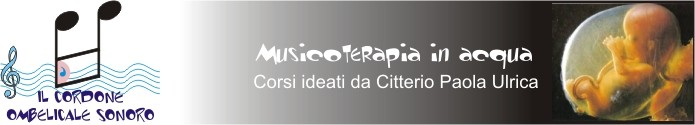 IL CORDONE
OMBELICALE SONORO
Musicoterapia in acqua
Corsi ideati da Citterio Paola Ulrica